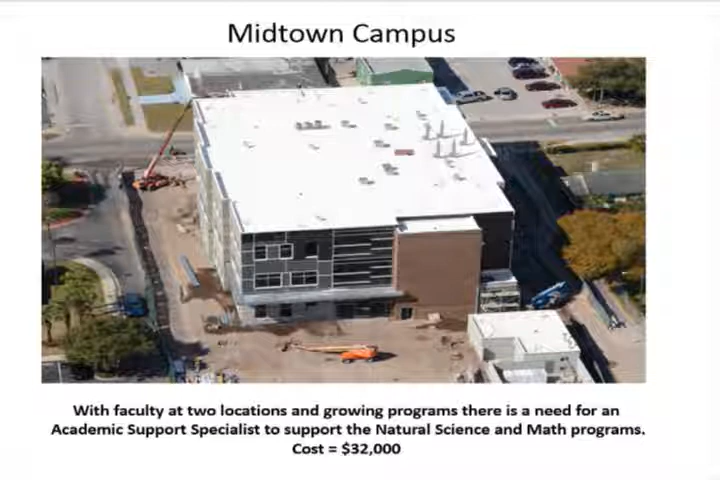 Midtown Campus
With faculty at two locations and growing programs there is a need for an
Academic Support Specialist to support the Natural Science and Math programs.
Cost = $32,000